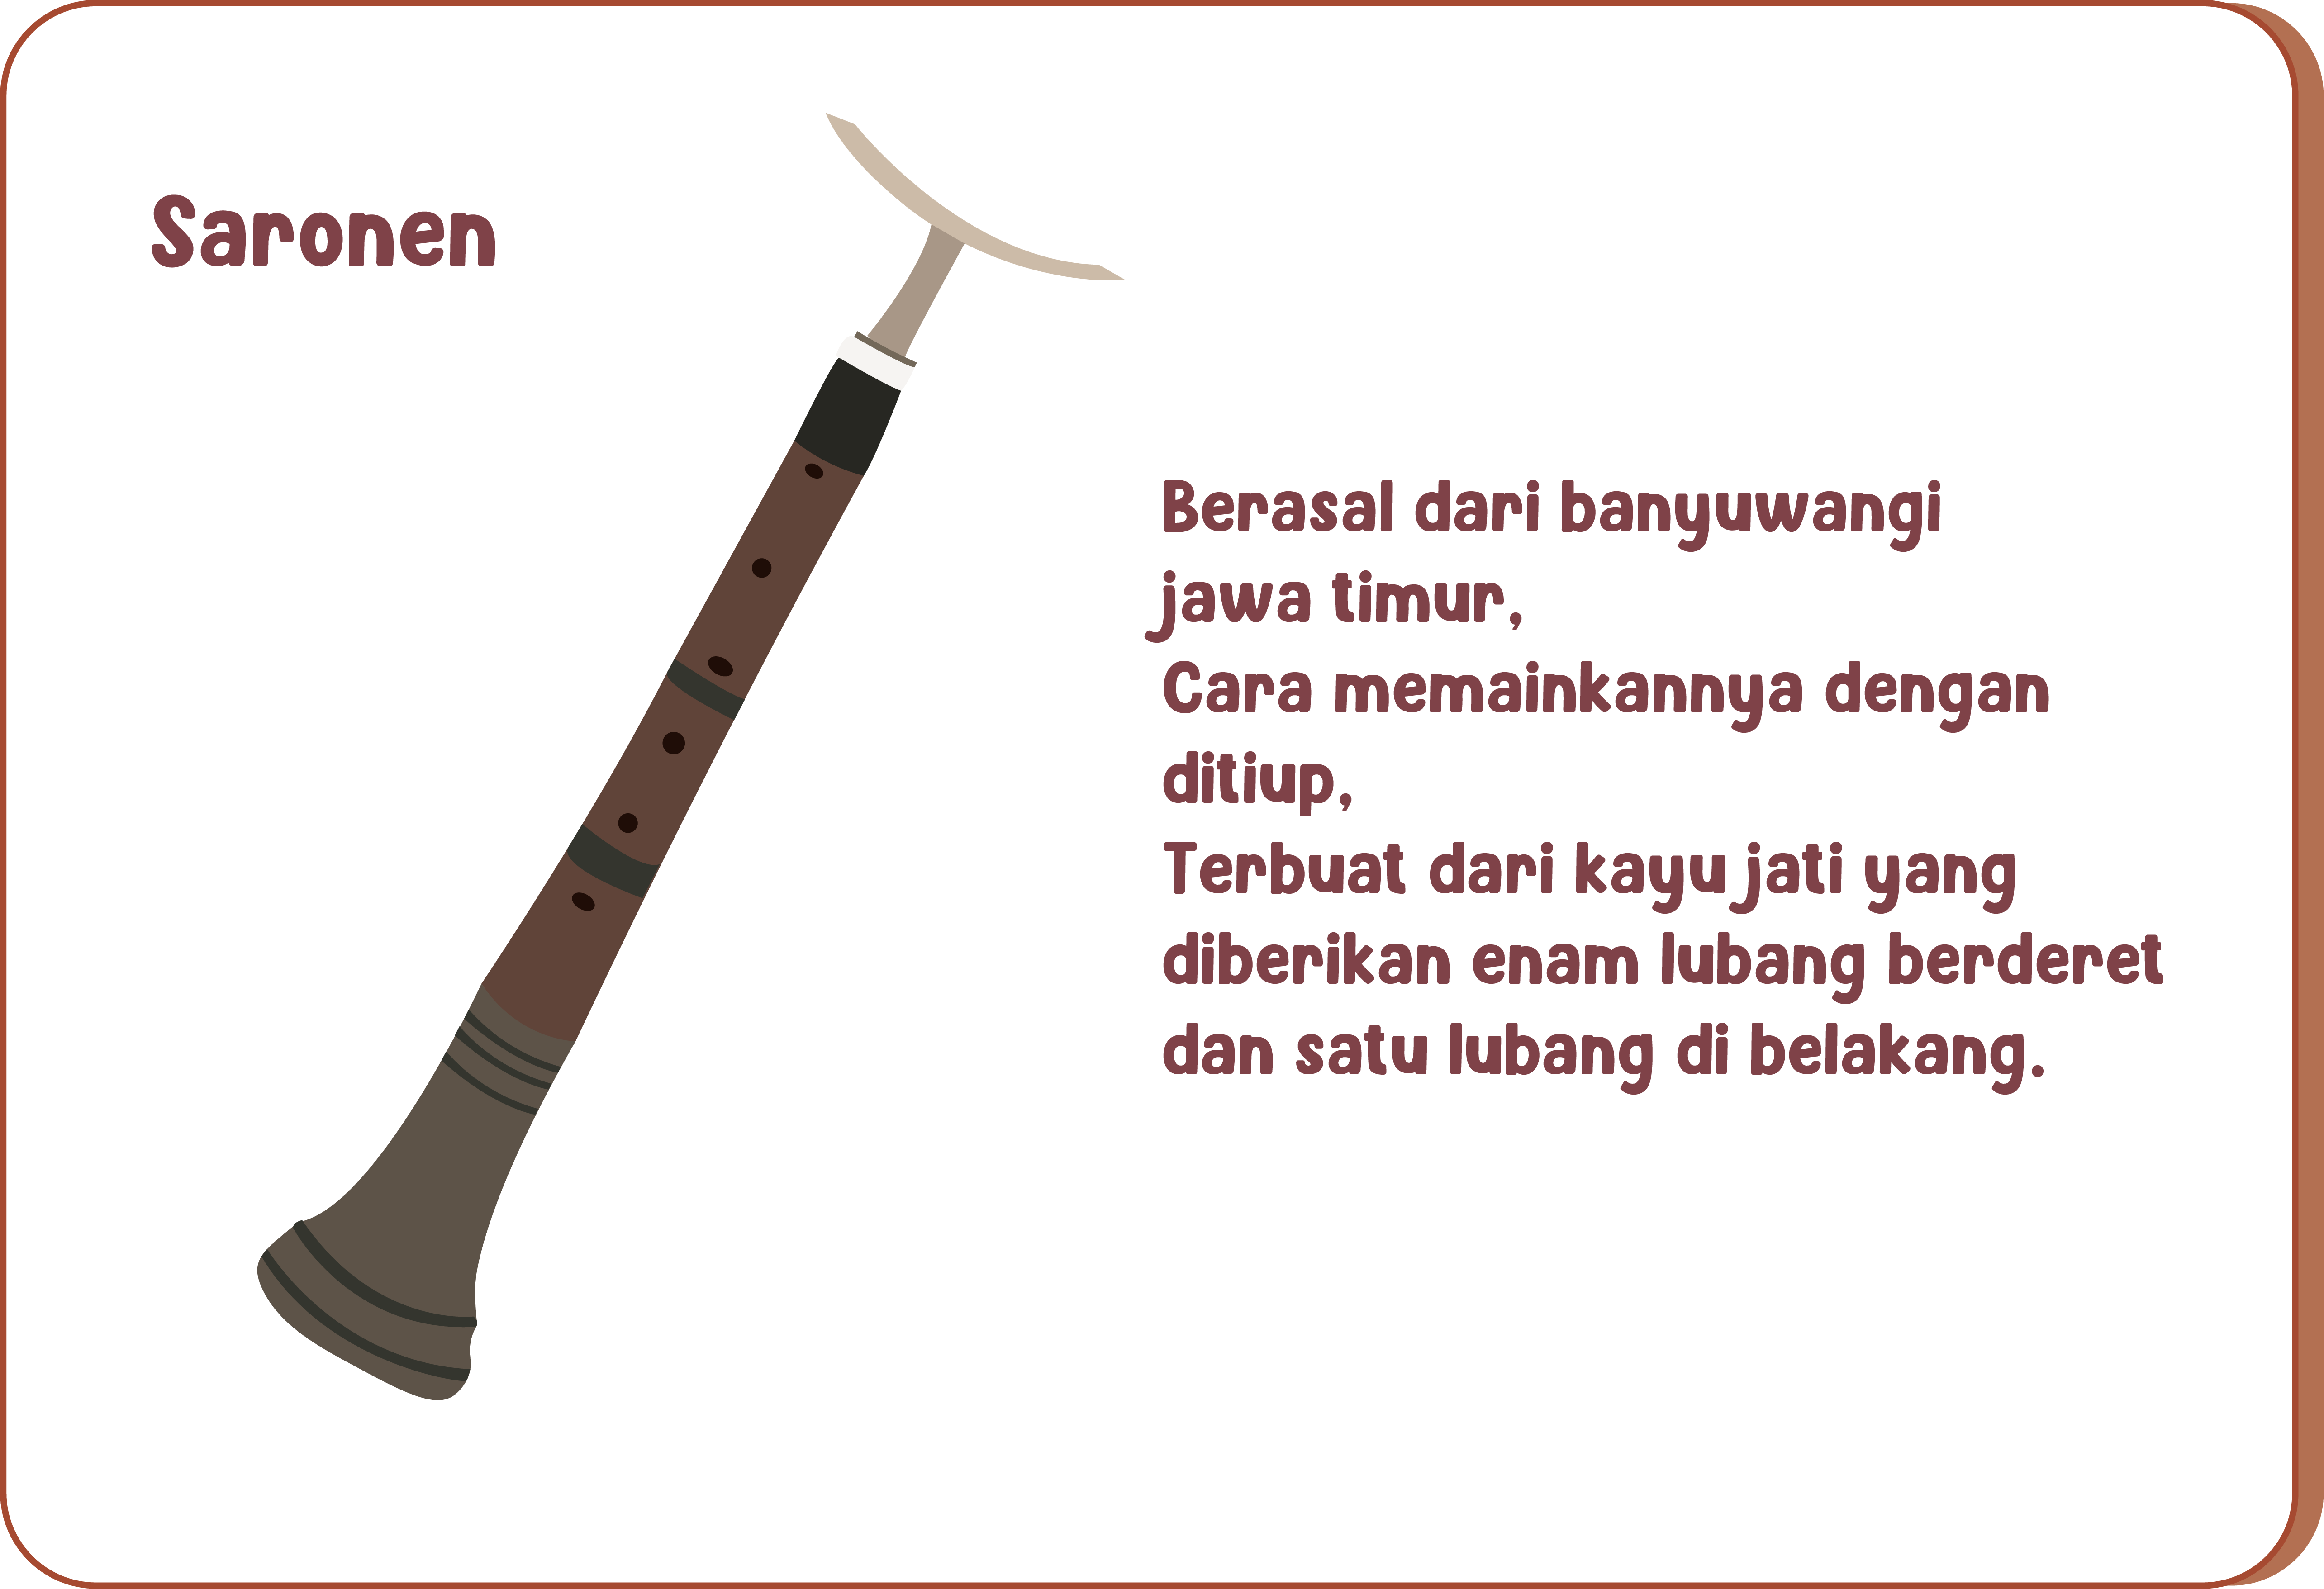 Saronen
Berasal dari banyuwangi
jawa timur,
Cara memainkannya dengan
ditiup,
Terbuat dari kayu jati yang
diberikan enam lubang berderet
dan satu lubang di belakang.